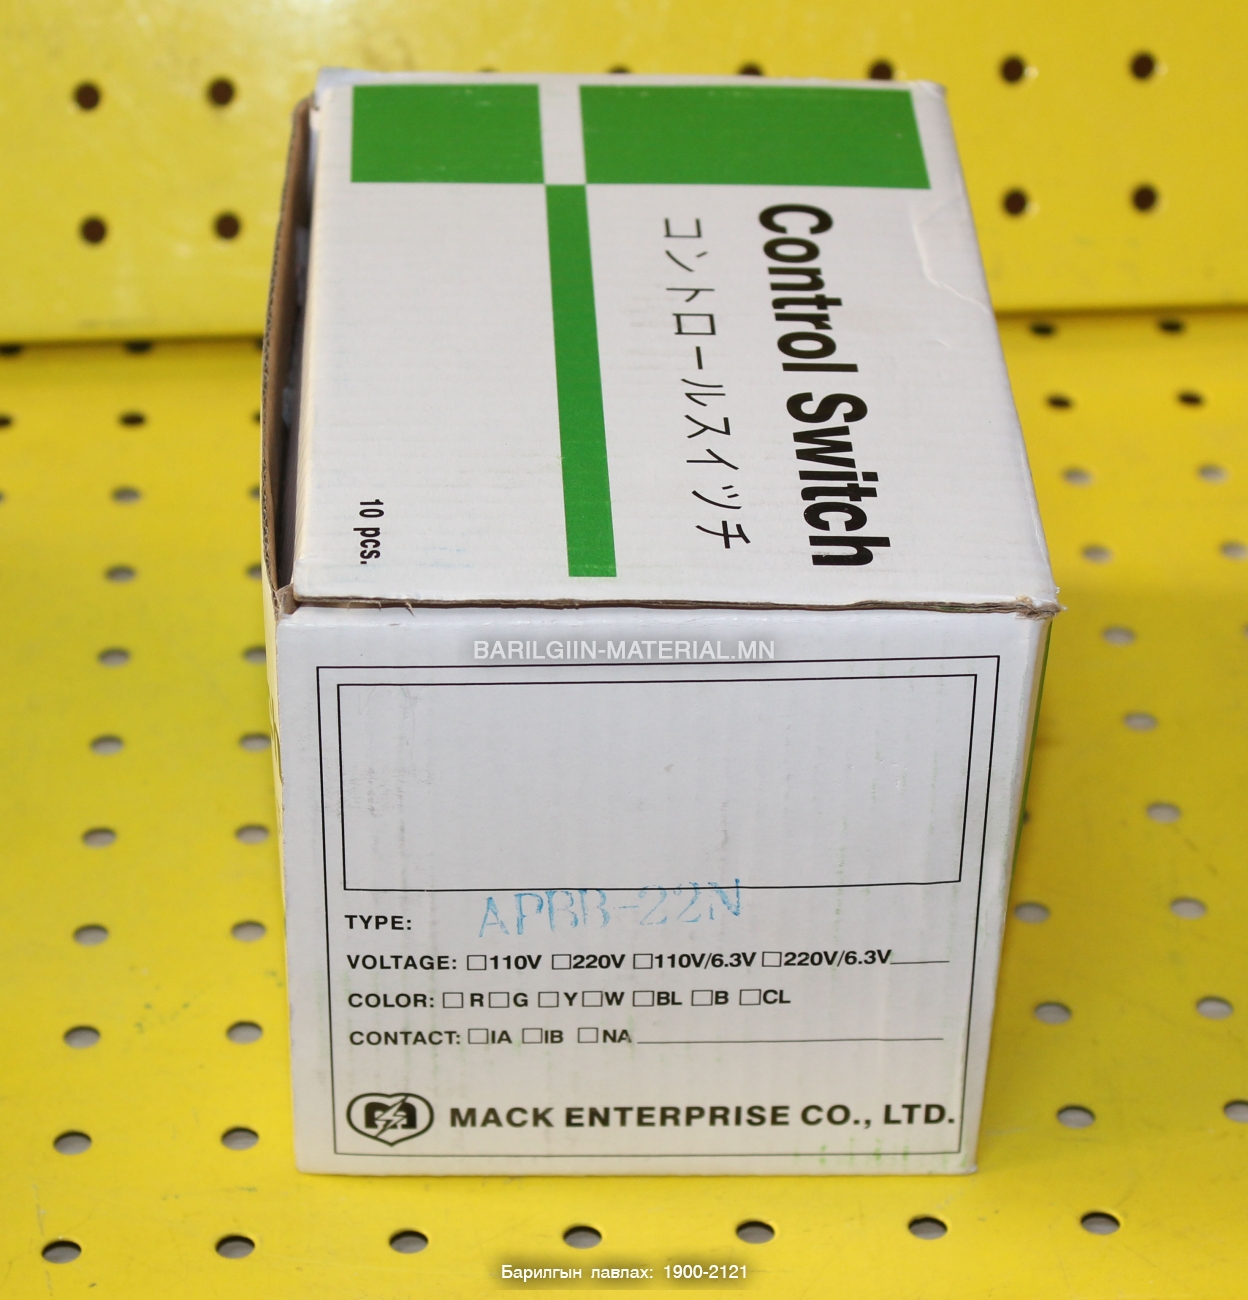 Control Switch
コントロールスイッチ
10 pcs.
BARILGIIN-MATERIAL.MN
TYPE: APBB-22N
VOLTAGE: □110V □220V □110V/6.3V □220V/6.3V____
COLOR: □R □G □Y □W □BL □B □CL
CONTACT: □IA □IB □NA____
MACK ENTERPRISE CO., LTD.
Барилгын лавлах: 1900-2121